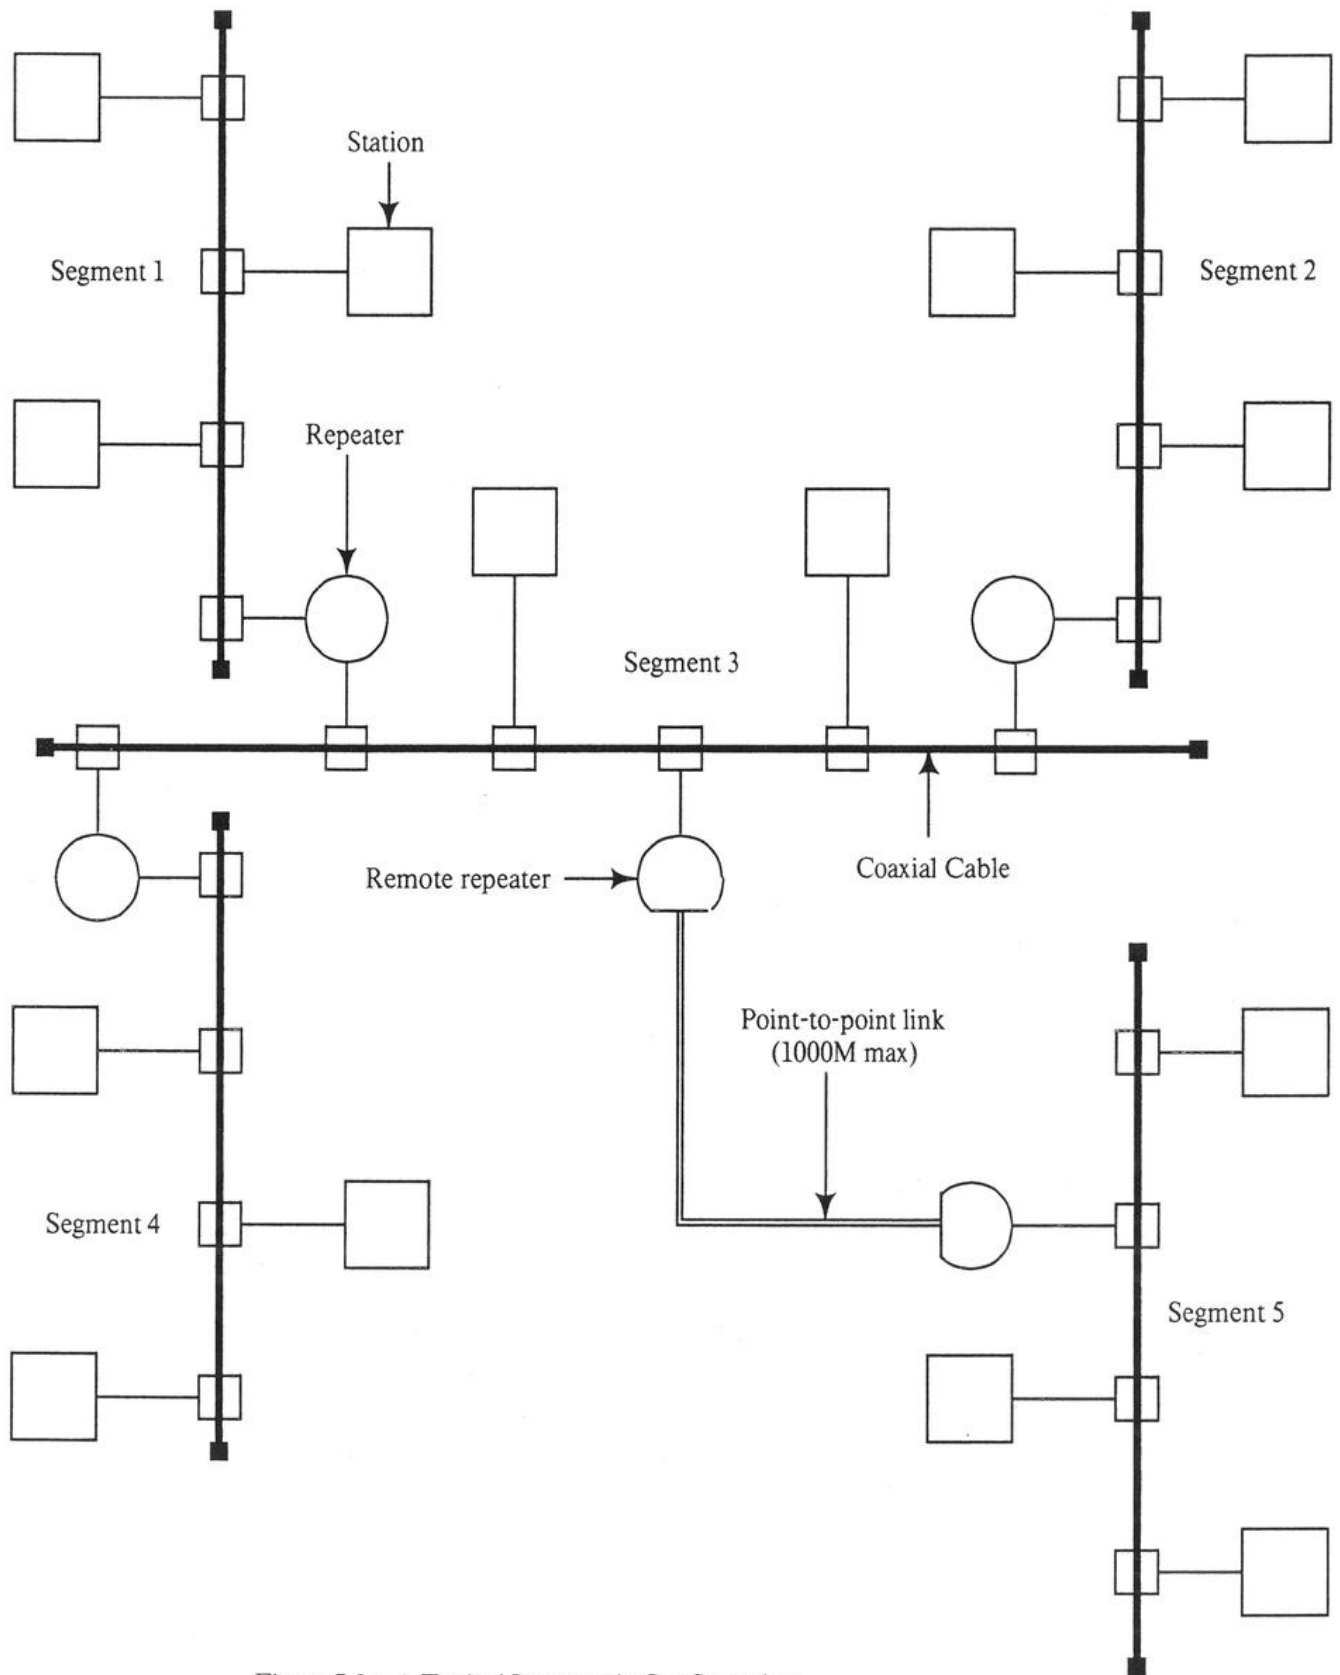 Station
Segment 1
Segment 2
Repeater
Segment 3
Remote repeater
Coaxial Cable
Point-to-point link
(1000M max)
Segment 4
Segment 5